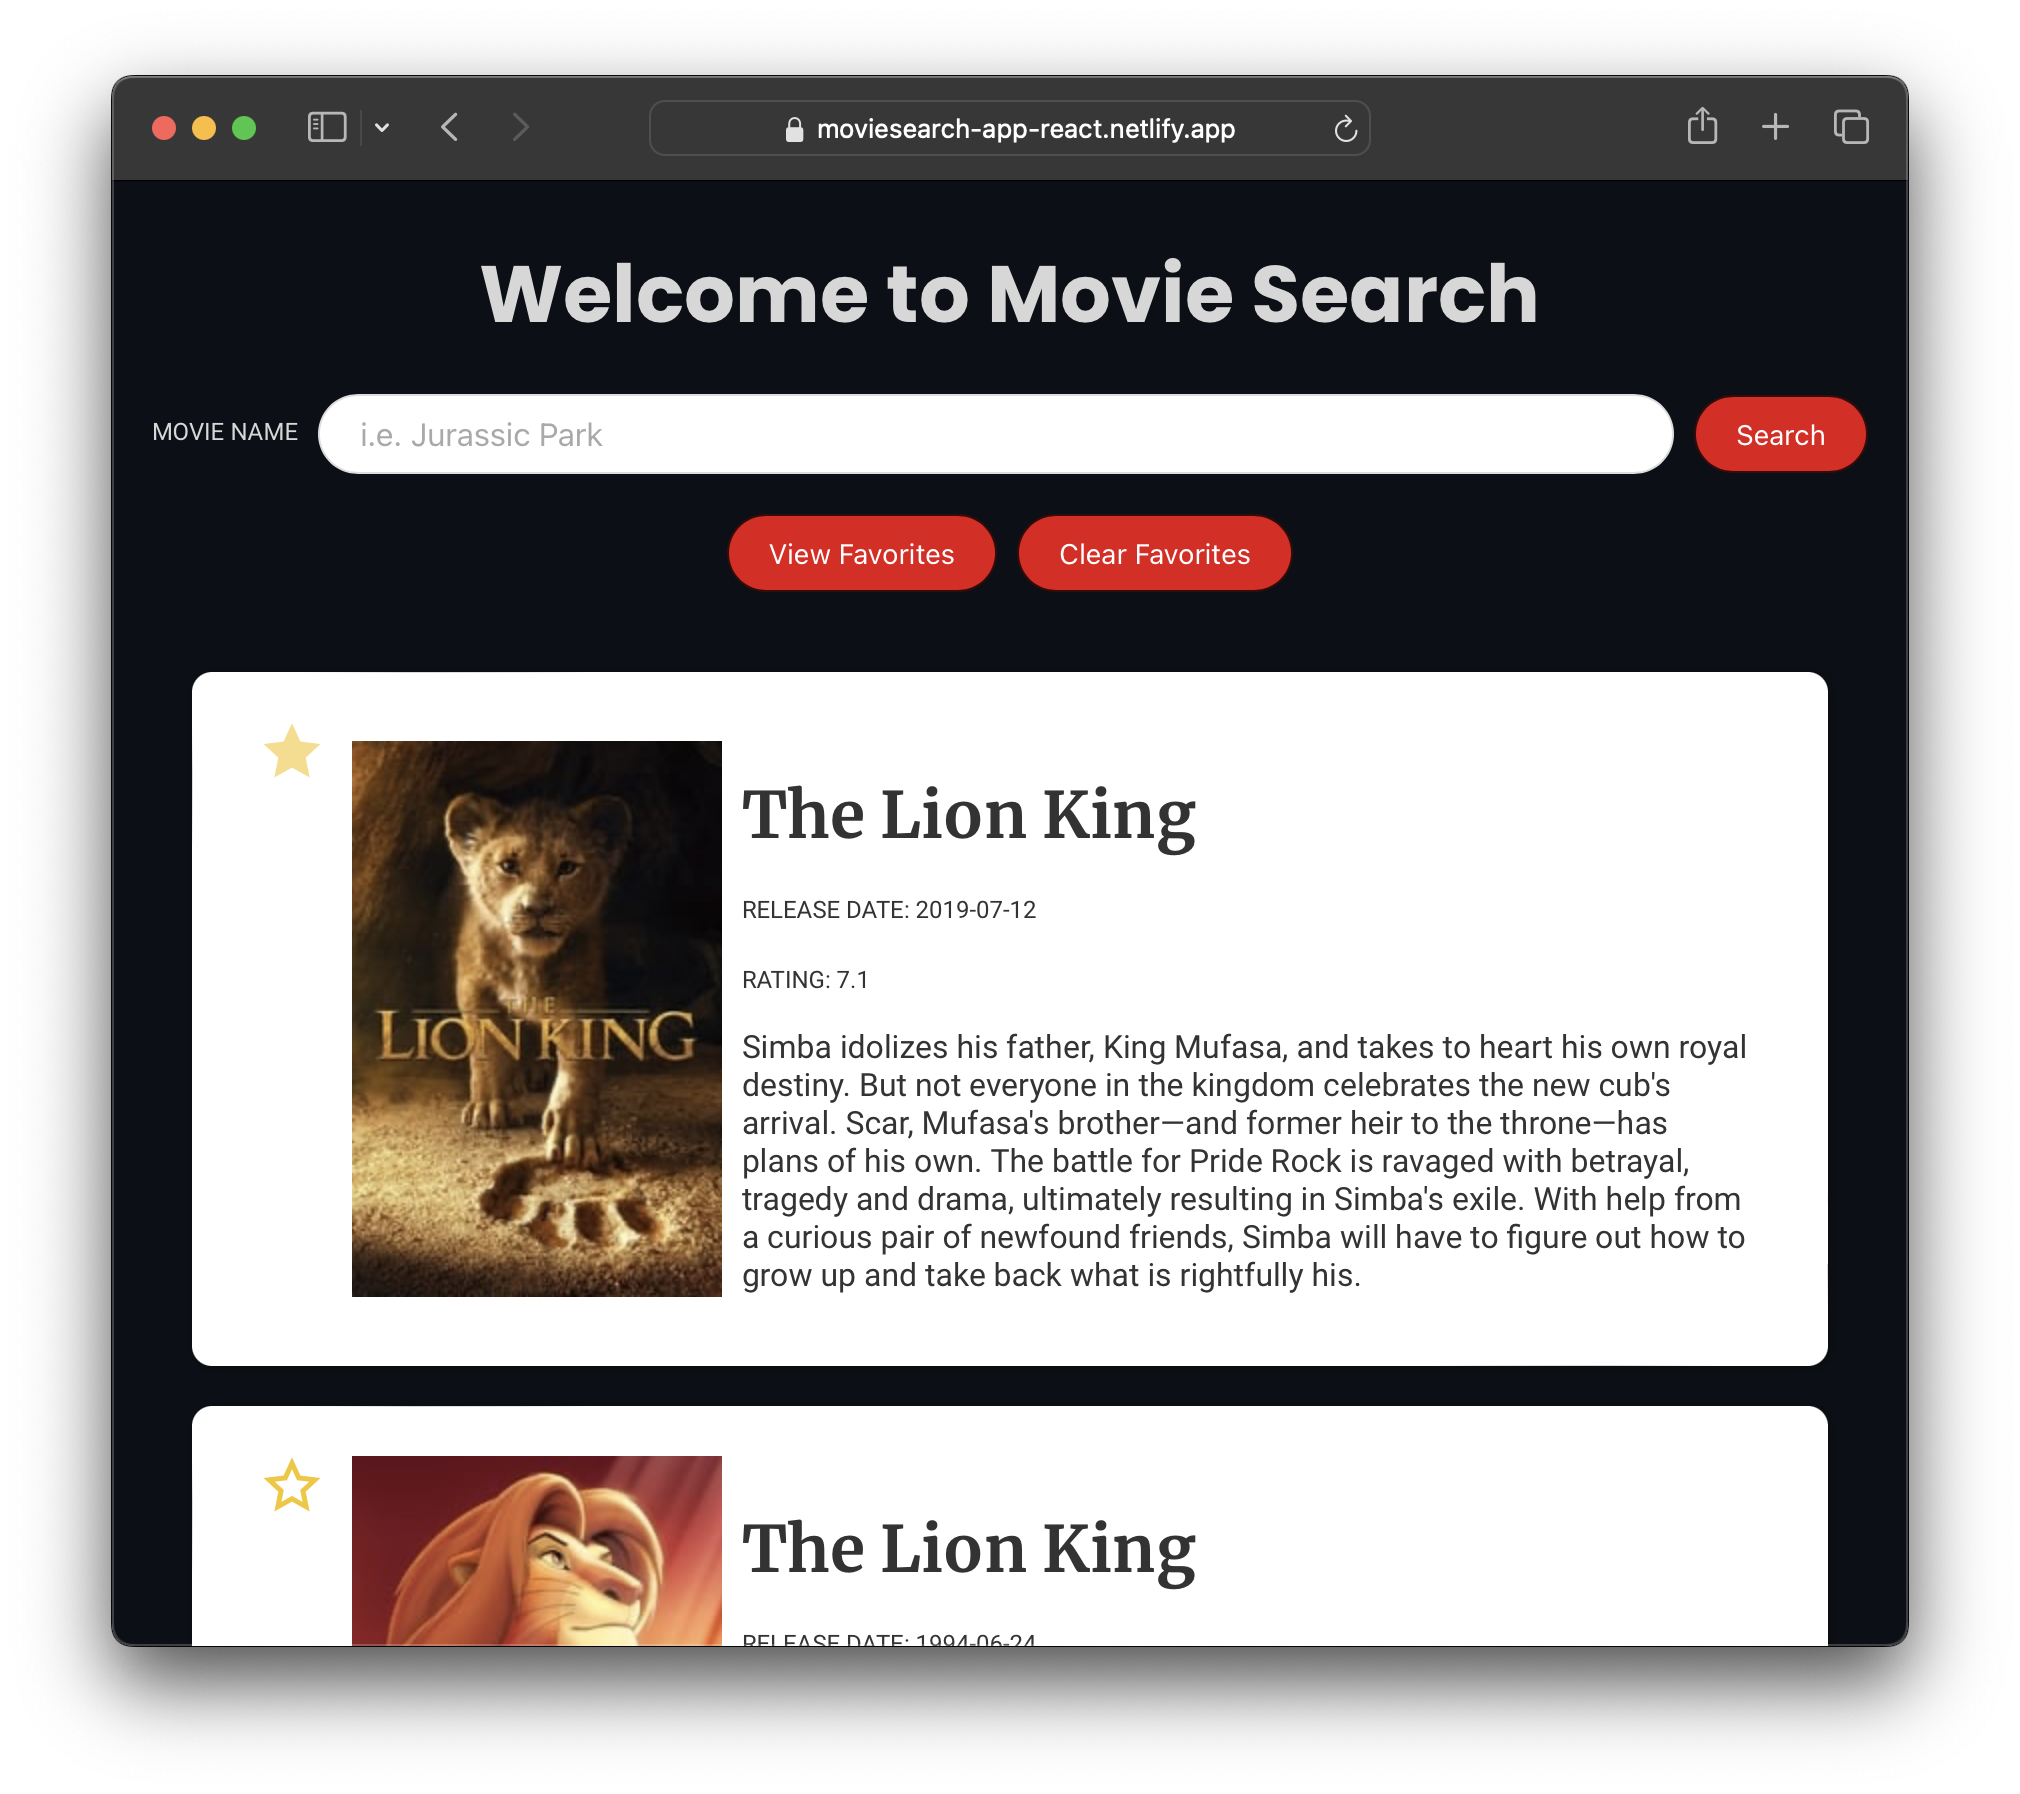 moviesearch-app-react.netlify.app
Welcome to Movie Search
MOVIE NAME
i.e. Jurassic Park
Search
View Favorites
Clear Favorites
The Lion King
RELEASE DATE: 2019-07-12
RATING: 7.1
Simba idolizes his father, King Mufasa, and takes to heart his own royal
destiny. But not everyone in the kingdom celebrates the new cub's
arrival. Scar, Mufasa's brother—and former heir to the throne—has
plans of his own. The battle for Pride Rock is ravaged with betrayal,
tragedy and drama, ultimately resulting in Simba's exile. With help from
a curious pair of newfound friends, Simba will have to figure out how to
grow up and take back what is rightfully his.
THE
LION KING
The Lion King
RELEASE DATE: 1994-06-24